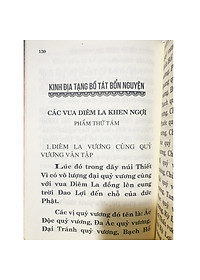 130
KINH ĐỊA TẠNG BỒ TÁT BỔN NGUYỆN
CÁC VUA DIÊM LA KHEN NGỢI
PHẨM THỨ TÁM
1.DIÊM LA VƯƠNG CÙNG QUỶ
VƯƠNG VÂN TẬP
Lúc đó trong dãy núi Thiết
Vi có vô lượng đại quỷ vương cùng
với vua Diêm La đồng lên cung
trời Đao Lợi đến chỗ của đức
Phật.
Các vị quỷ vương đó tên là: Ác
Độc quỷ vương, Đa Ác quỷ vương,
Đại Tránh quỷ vương, Bạch Hổ